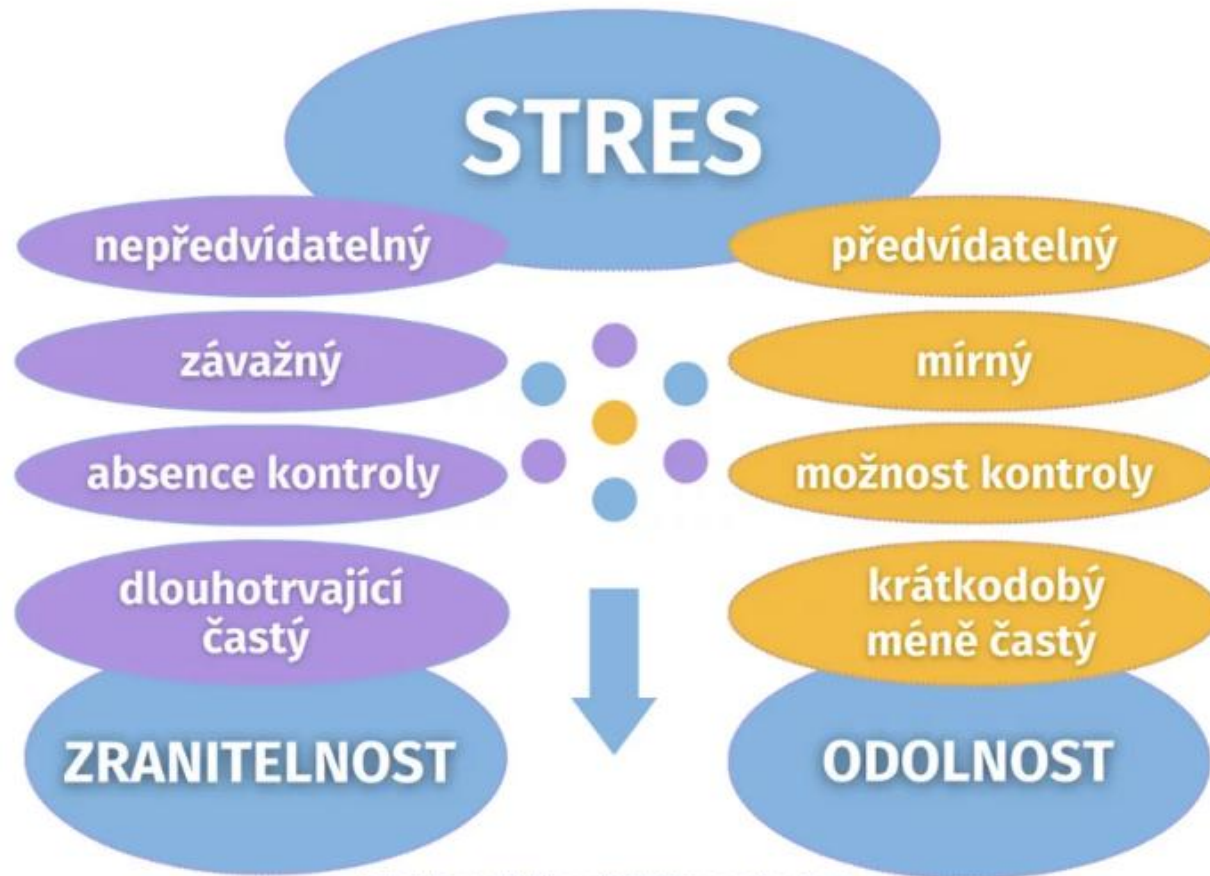 STRES
nepředvídatelný
předvídatelný
závažný
mírný
absence kontroly
možnost kontroly
dlouhotrvající
častý
krátkodobý
méně častý
ZRANITELNOST
ODOLNOST